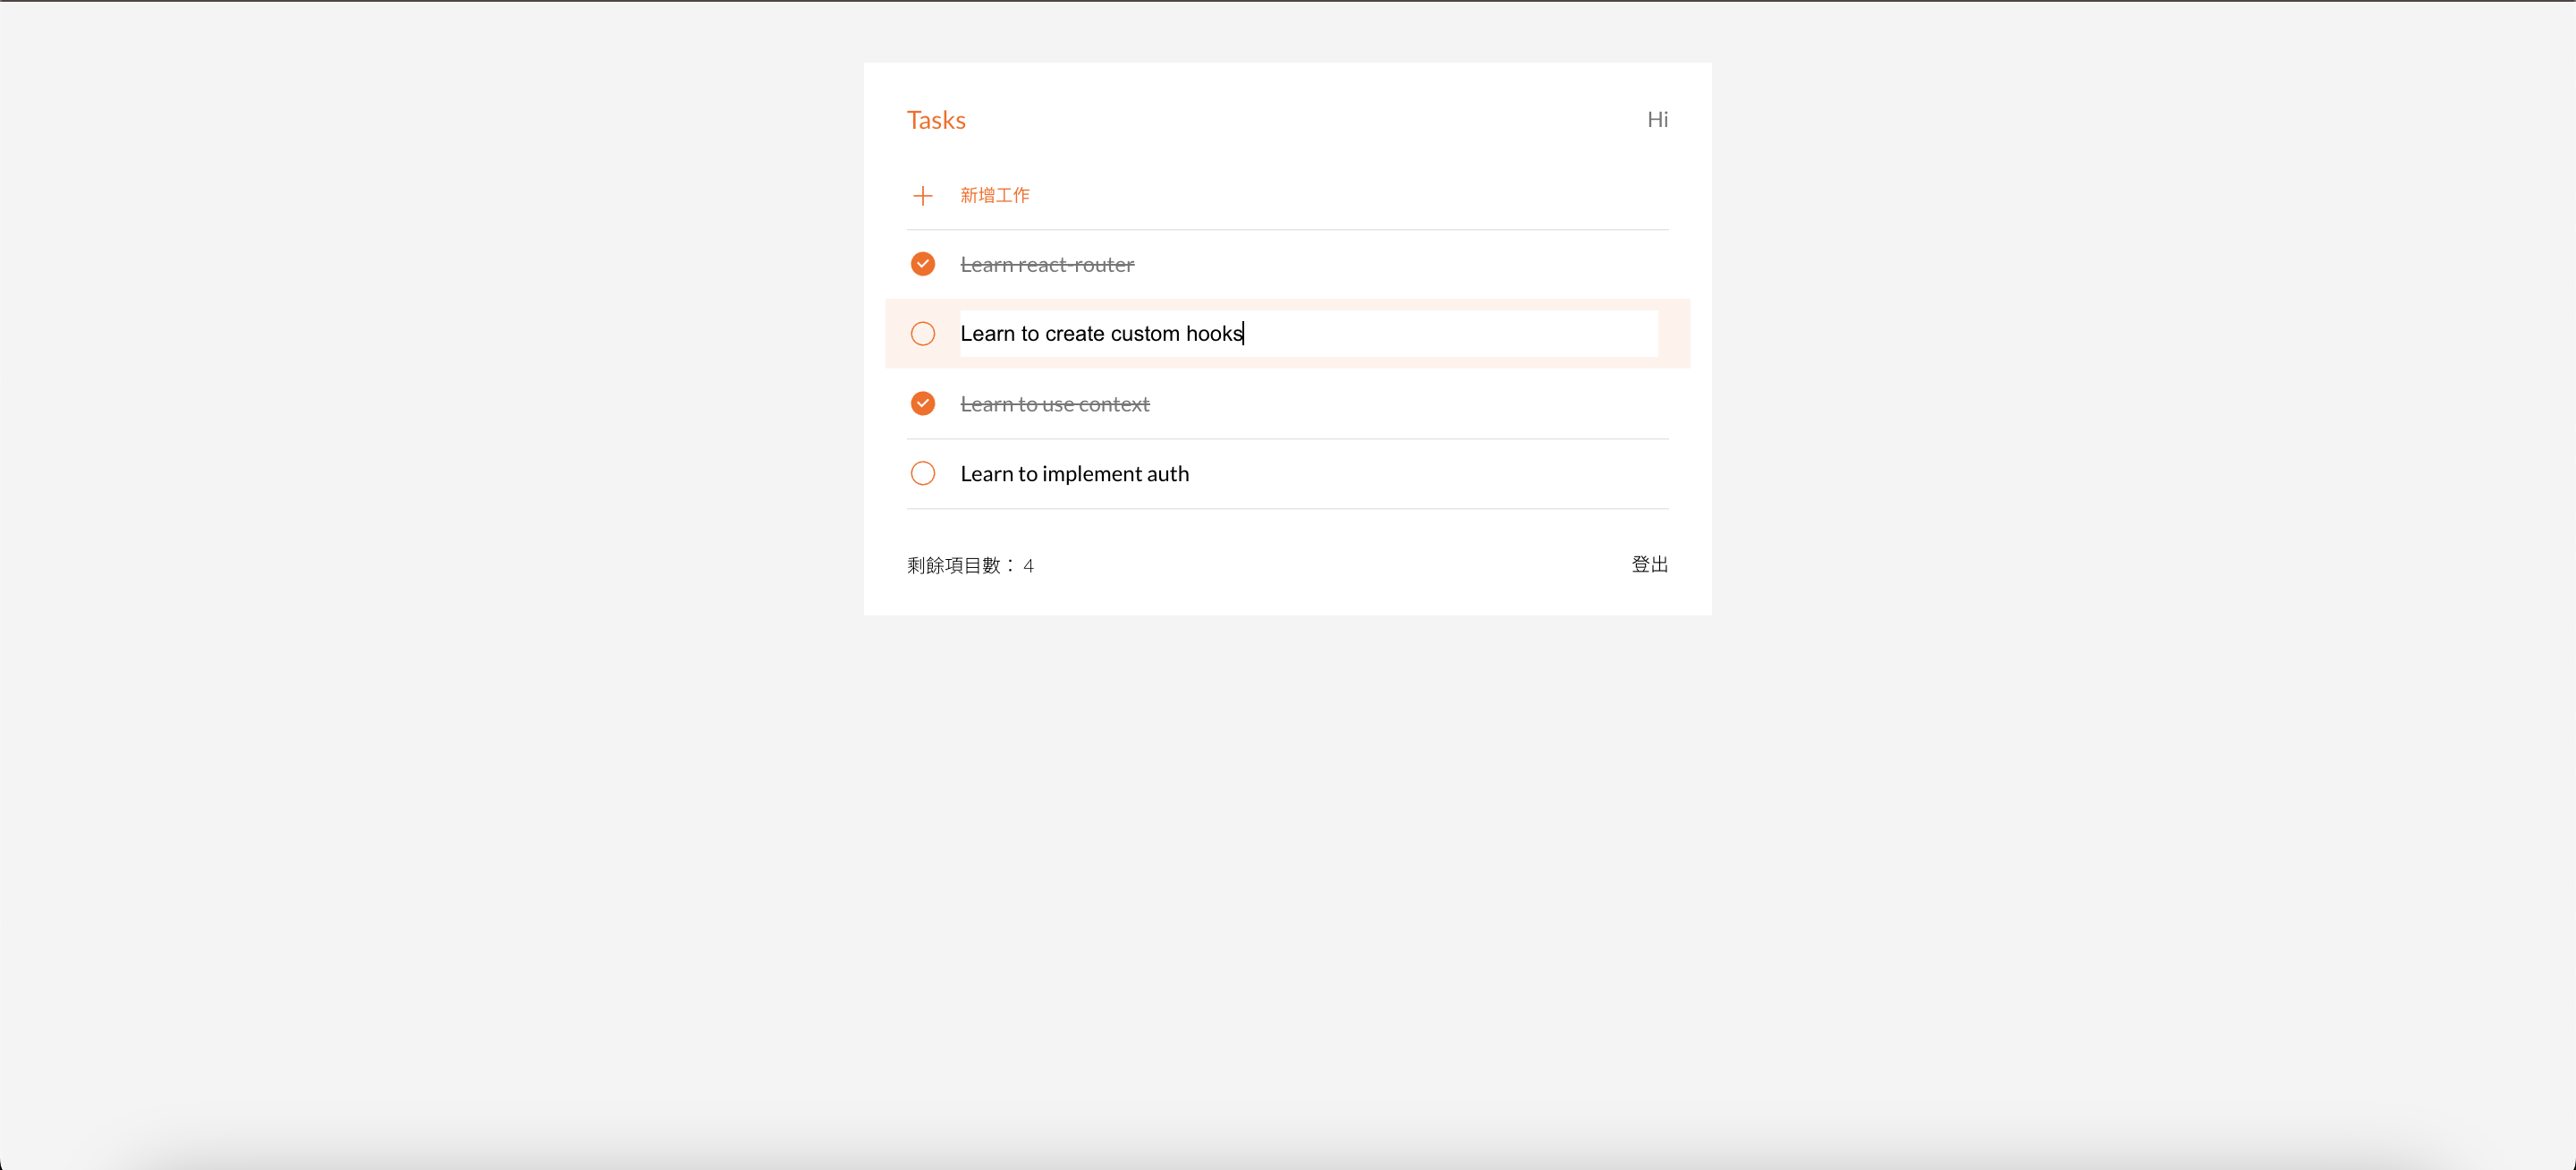 Tasks
Hi
新增工作
Learn react-router
Learn to create custom hooks
Learn to use context
Learn to implement auth
剩餘項目數： 4
登出